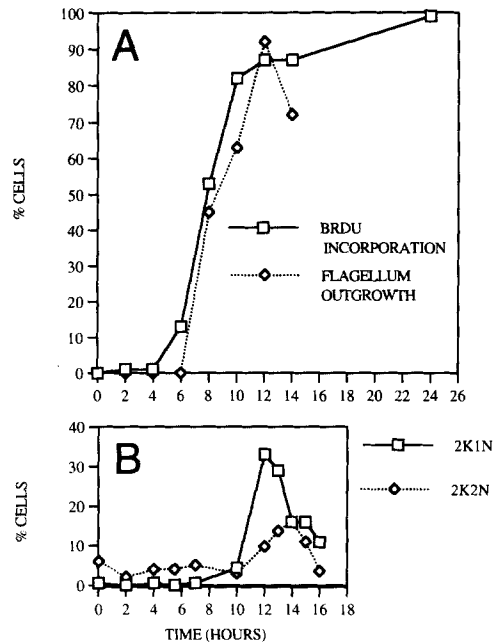 A
100
90
80
70
60
50
40
30
20
10
0
% CELLS
BRDU
INCORPORATION
FLAGELLUM
OUTGROWTH
0 2 4 6 8 10 12 14 16 18 20 22 24 26
B
40
30
20
10
0
% CELLS
2K1N
2K2N
0 2 4 6 8 10 12 14 16 18
TIME (HOURS)